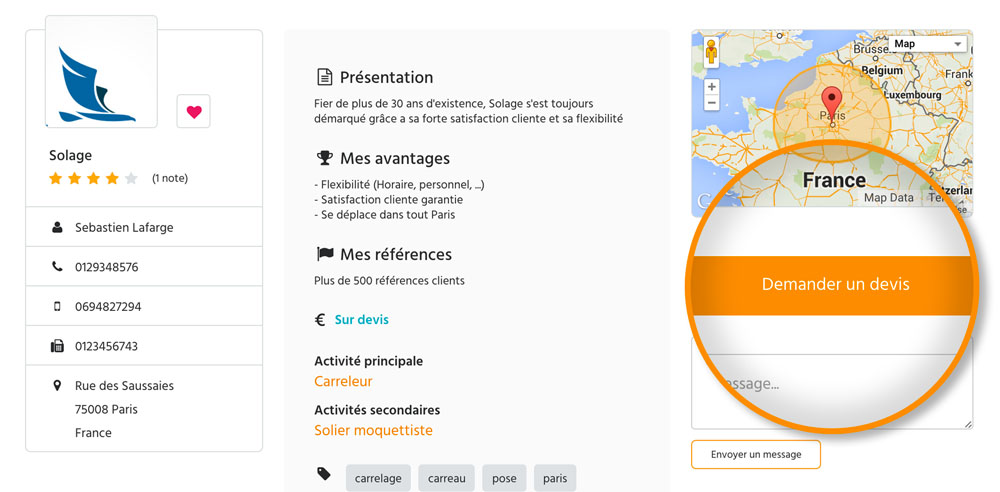 Solage
(1 note)
Sebastien Lafarge
0129348576
0694827294
0123456743
Rue des Saussaies
75008 Paris
France
Présentation
Fier de plus de 30 ans d'existence, Solage s'est toujours
démarqué grâce a sa forte satisfaction cliente et sa flexibilité
Mes avantages
- Flexibilité (Horaire, personnel, ...)
- Satisfaction cliente garantie
- Se déplace dans tout Paris
Mes références
Plus de 500 références clients
€ Sur devis
Activité principale
Carreleur
Activités secondaires
Solier moquettiste
carrelage carreau pose paris
Map
Belgium
Luxembourg
Paris
France
Map Data
Demander un devis
Envoyer un message